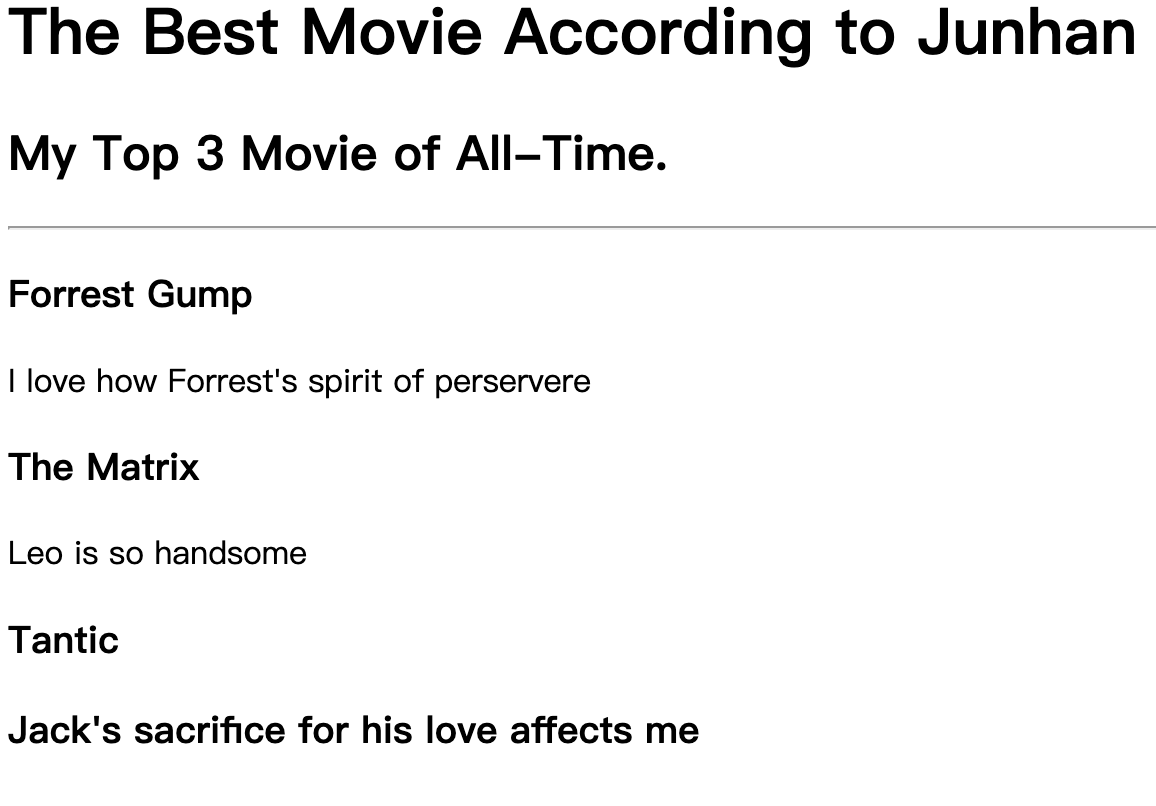 The Best Movie According to Junhan
My Top 3 Movie of All-Time.
Forrest Gump
I love how Forrest's spirit of perservere
The Matrix
Leo is so handsome
Tantic
Jack's sacrifice for his love affects me